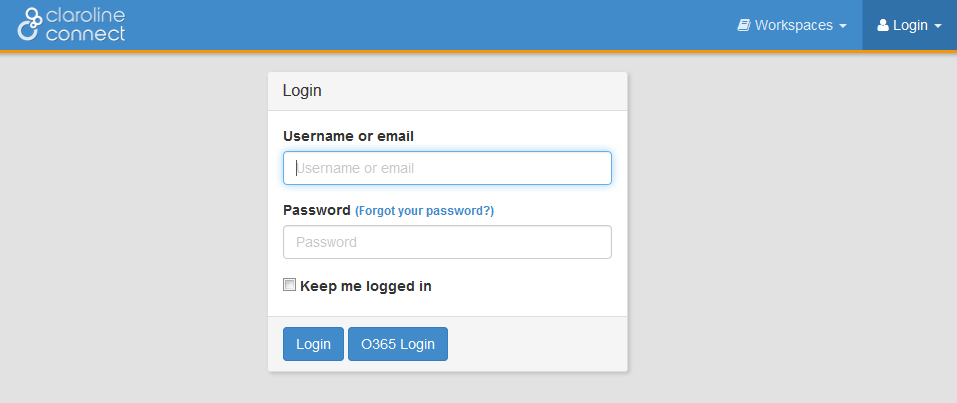 claroline
connect
Workspaces
Login
Login
Username or email
Username or email
Password (Forgot your password?)
Password
Keep me logged in
Login
O365 Login